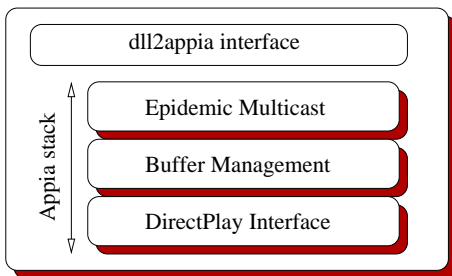 dll2appia interface
Appia stack
Epidemic Multicast
Buffer Management
DirectPlay Interface